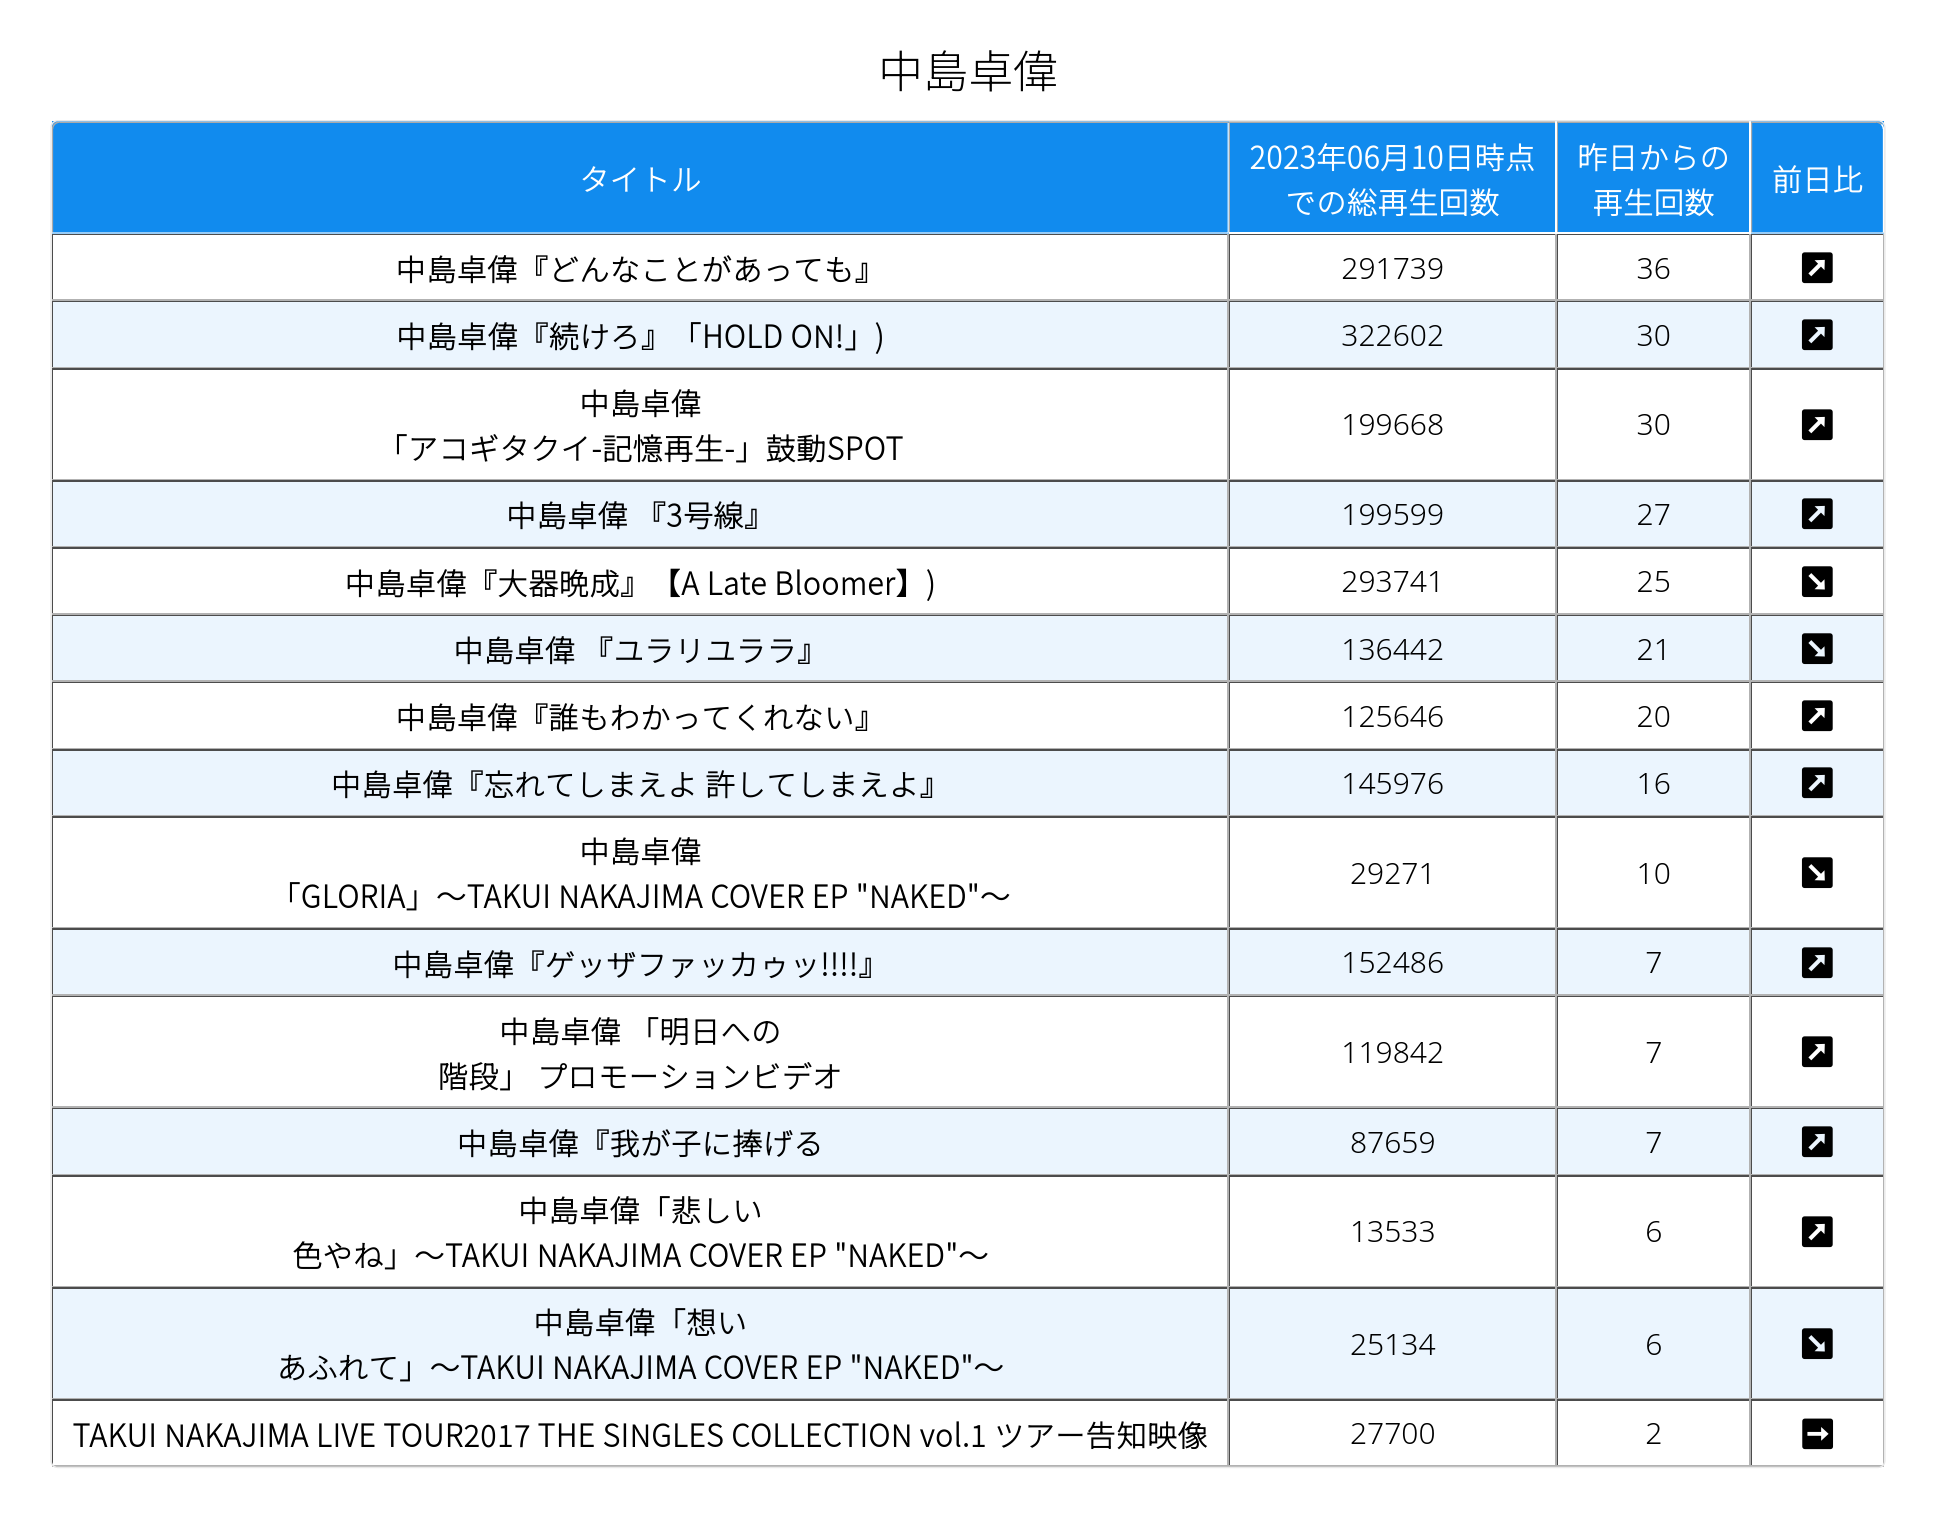 中島卓偉
タイトル
2023年06月10日時点
での総再生回数
昨日からの
再生回数
前日比
中島卓偉『どんなことがあっても』 291739 36
中島卓偉『続けろ』「HOLD ON!」) 322602 30
中島卓偉
「アコギタクイ-記憶再生-」鼓動SPOT 199668 30
中島卓偉 『3号線』 199599 27
中島卓偉『大器晩成』【A Late Bloomer】) 293741 25
中島卓偉 『ユラリユララ』 136442 21
中島卓偉『誰もわかってくれない』 125646 20
中島卓偉『忘れてしまえよ 許してしまえよ』 145976 16
中島卓偉
「GLORIA」～TAKUI NAKAJIMA COVER EP "NAKED"～ 29271 10
中島卓偉『ゲッザファッカゥッ!!!!』 152486 7
中島卓偉 「明日への
階段」 プロモーションビデオ 119842 7
中島卓偉『我が子に捧げる 87659 7
中島卓偉「悲しい
色やね」～TAKUI NAKAJIMA COVER EP "NAKED"～ 13533 6
中島卓偉「想い
あふれて」～TAKUI NAKAJIMA COVER EP "NAKED"～ 25134 6
TAKUI NAKAJIMA LIVE TOUR2017 THE SINGLES COLLECTION vol.1 ツアー告知映像 27700 2